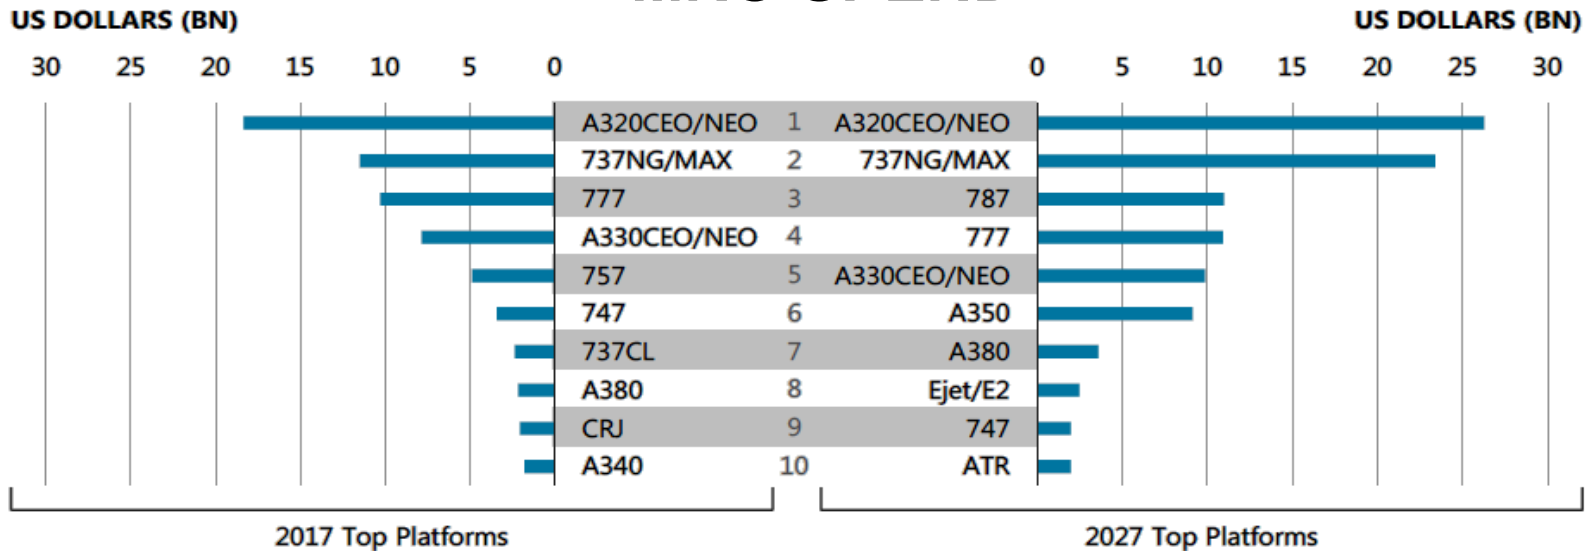 US DOLLARS (BN) US DOLLARS (BN)
30 25 20 15 10 5 0 0 5 10 15 20 25 30
A320CEO/NEO 1 A320CEO/NEO
737NG/MAX 2 737NG/MAX
777 3 787
A330CEO/NEO 4 777
757 5 A330CEO/NEO
747 6 A350
737CL 7 A380
A380 8 Ejet/E2
CRJ 9 747
A340 10 ATR
2017 Top Platforms 2027 Top Platforms